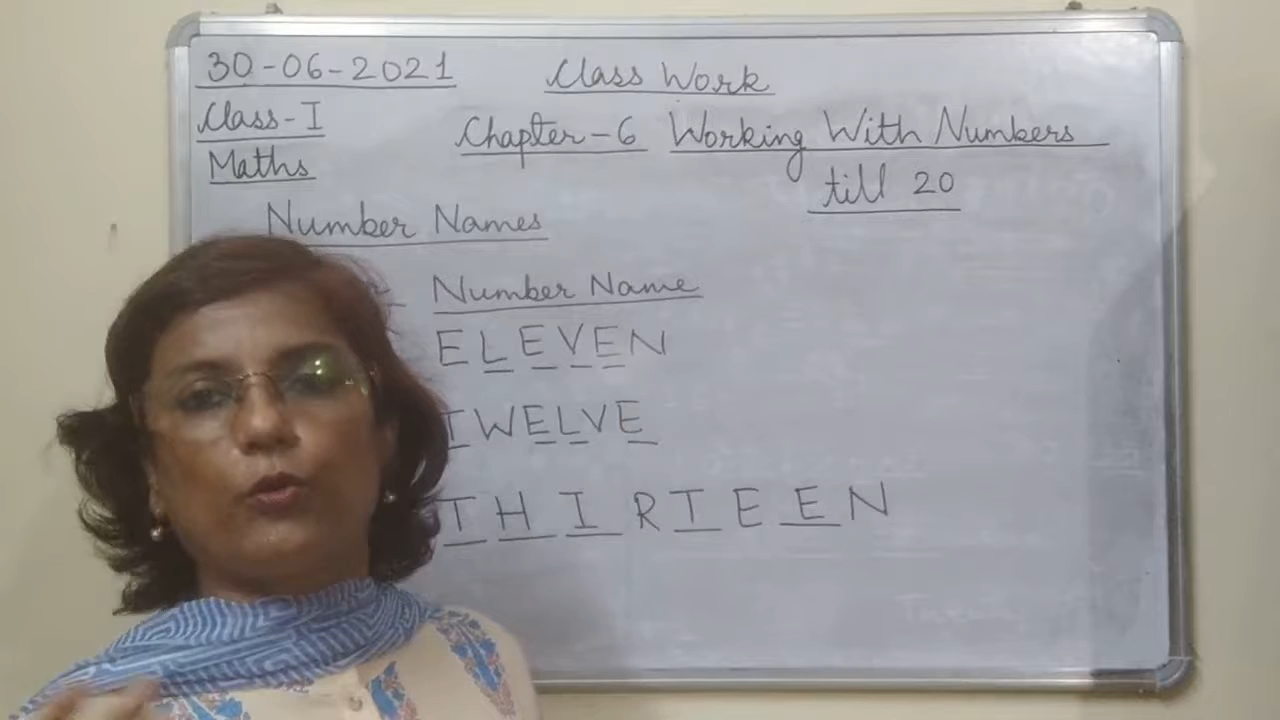 30-06-2021 Class Work
Class-I
Chapter-6 Working With Numbers
Maths
till 20
Number Names
Number Name
ELEVEN
TWELVE
THIRTEEN